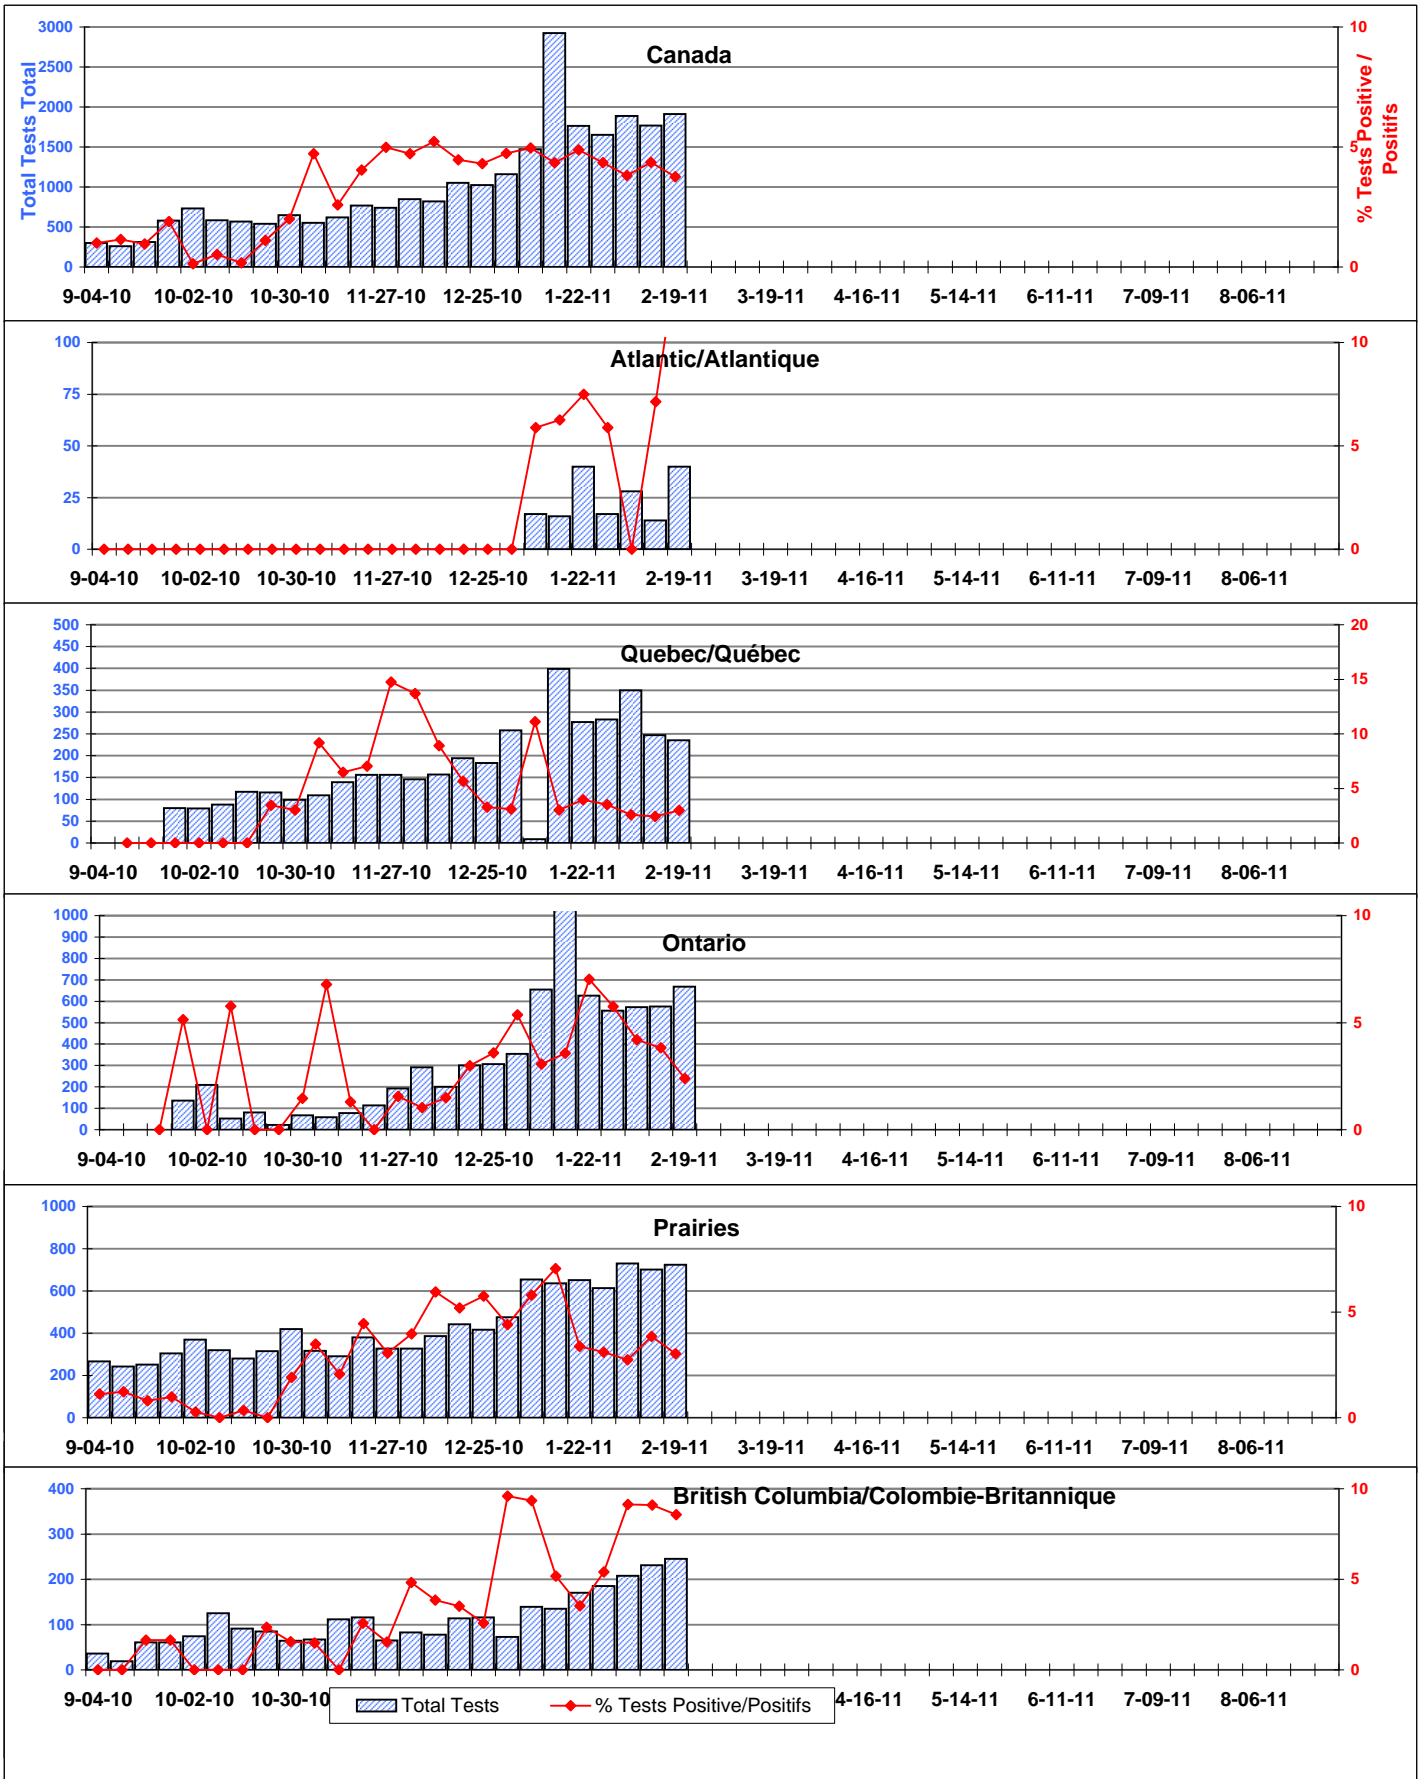 3000 10
Canada
2500
2000
1500 5
1000
500
0 0
Total Tests Total
% Tests Positive /
Positifs
9-04-10 10-02-10 10-30-10 11-27-10 12-25-10 1-22-11 2-19-11 3-19-11 4-16-11 5-14-11 6-11-11 7-09-11 8-06-11
100 10
Atlantic/Atlantique
75
50 5
25
0 0
9-04-10 10-02-10 10-30-10 11-27-10 12-25-10 1-22-11 2-19-11 3-19-11 4-16-11 5-14-11 6-11-11 7-09-11 8-06-11
500 20
450
Quebec/Québec
400
350 15
300
250 10
200
150
100 5
50
0 0
9-04-10 10-02-10 10-30-10 11-27-10 12-25-10 1-22-11 2-19-11 3-19-11 4-16-11 5-14-11 6-11-11 7-09-11 8-06-11
1000 10
900
Ontario
800
700
600
500 5
400
300
200
100
0 0
9-04-10 10-02-10 10-30-10 11-27-10 12-25-10 1-22-11 2-19-11 3-19-11 4-16-11 5-14-11 6-11-11 7-09-11 8-06-11
1000 10
Prairies
800
600
5
400
200
0 0
9-04-10 10-02-10 10-30-10 11-27-10 12-25-10 1-22-11 2-19-11 3-19-11 4-16-11 5-14-11 6-11-11 7-09-11 8-06-11
400 10
British Columbia/Colombie-Britannique
300
200 5
100
0 0
9-04-10 10-02-10 10-30-10 4-16-11 5-14-11 6-11-11 7-09-11 8-06-11
Total Tests % Tests Positive/Positifs